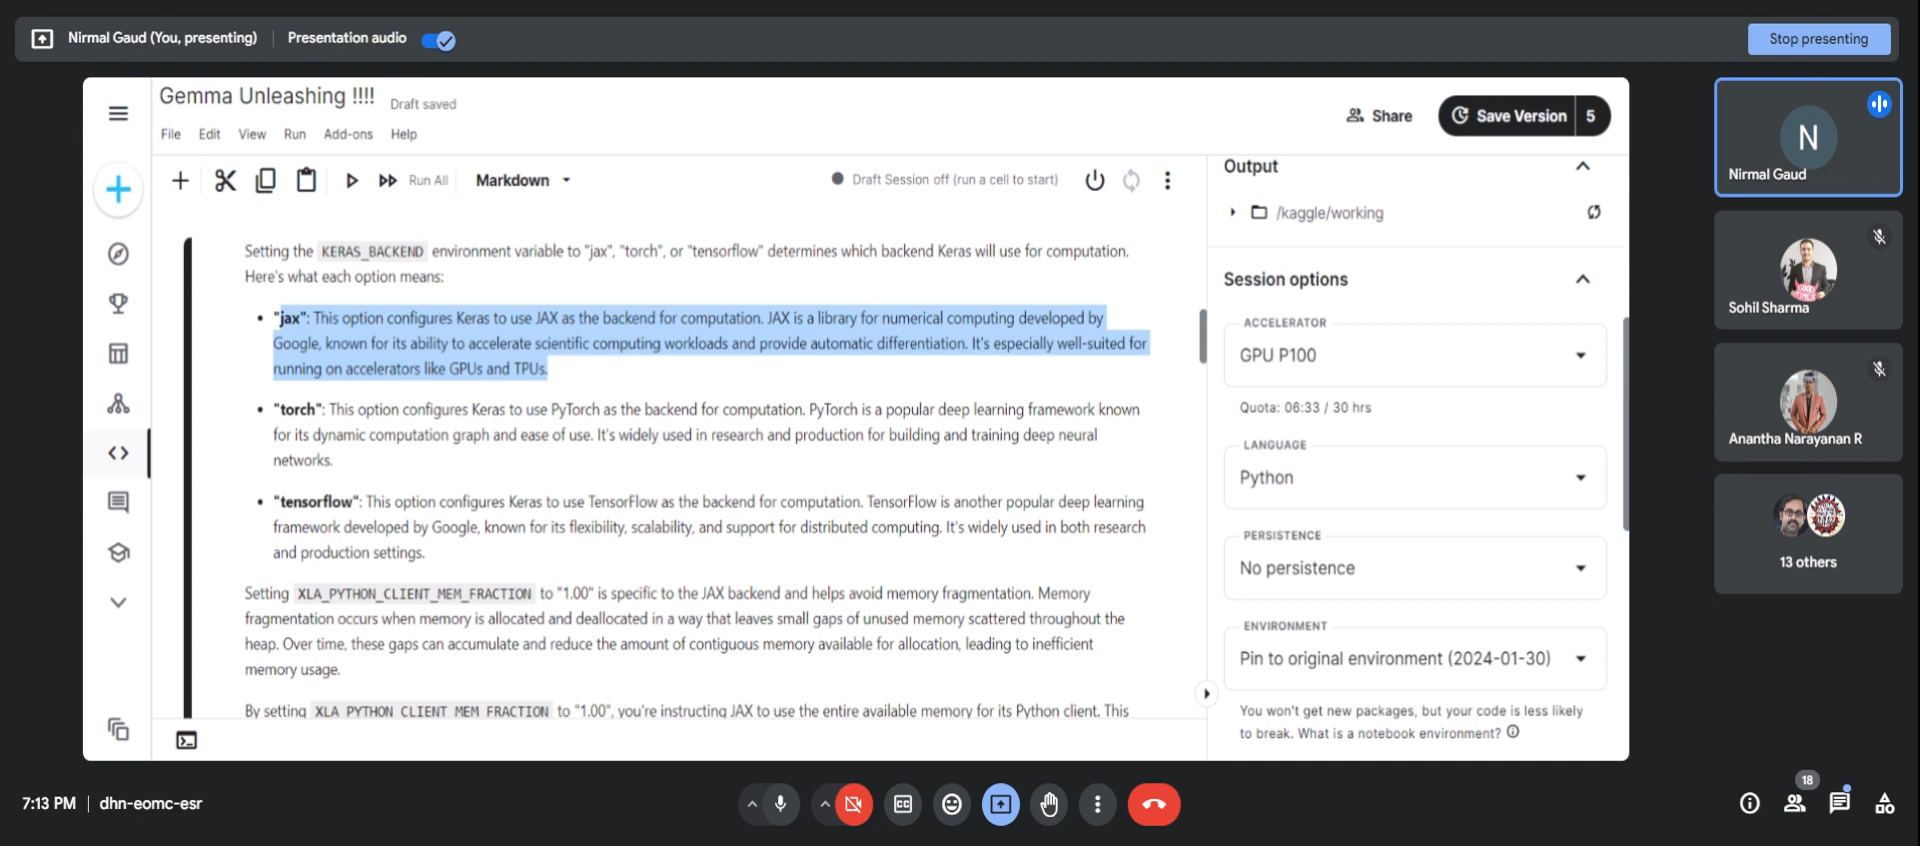 Nirmal Gaud (You, presenting)
Presentation audio
Stop presenting
Gemma Unleashing !!!!
Draft saved
File Edit View Run Add-ons Help
Share
Save Version 5
Run All
Markdown
Draft Session off (run a cell to start)
Setting the KERAS_BACKEND environment variable to "jax", "torch", or "tensorflow" determines which backend Keras will use for computation.
Here's what each option means:
• "jax": This option configures Keras to use JAX as the backend for computation. JAX is a library for numerical computing developed by
Google, known for its ability to accelerate scientific computing workloads and provide automatic differentiation. It's especially well-suited for
running on accelerators like GPUs and TPUs.
• "torch": This option configures Keras to use PyTorch as the backend for computation. PyTorch is a popular deep learning framework known
for its dynamic computation graph and ease of use. It's widely used in research and production for building and training deep neural
networks.
• "tensorflow": This option configures Keras to use TensorFlow as the backend for computation. TensorFlow is another popular deep learning
framework developed by Google, known for its flexibility, scalability, and support for distributed computing. It's widely used in both research
and production settings.
Setting XLA_PYTHON_CLIENT_MEM_FRACTION to "1.00" is specific to the JAX backend and helps avoid memory fragmentation. Memory
fragmentation occurs when memory is allocated and deallocated in a way that leaves small gaps of unused memory scattered throughout the
heap. Over time, these gaps can accumulate and reduce the amount of contiguous memory available for allocation, leading to inefficient
memory usage.
By setting XLA_PYTHON_CLIENT_MEM_FRACTION to "1.00", you're instructing JAX to use the entire available memory for its Python client. This
Output
/kaggle/working
Session options
ACCELERATOR
GPU P100
Quota: 06:33 / 30 hrs
LANGUAGE
Python
PERSISTENCE
No persistence
ENVIRONMENT
Pin to original environment (2024-01-30)
You won't get new packages, but your code is less likely
to break. What is a notebook environment?
N
Nirmal Gaud
Sohil Sharma
Anantha Narayanan R
13 others
7:13 PM | dhn-eomc-esr
CC
18